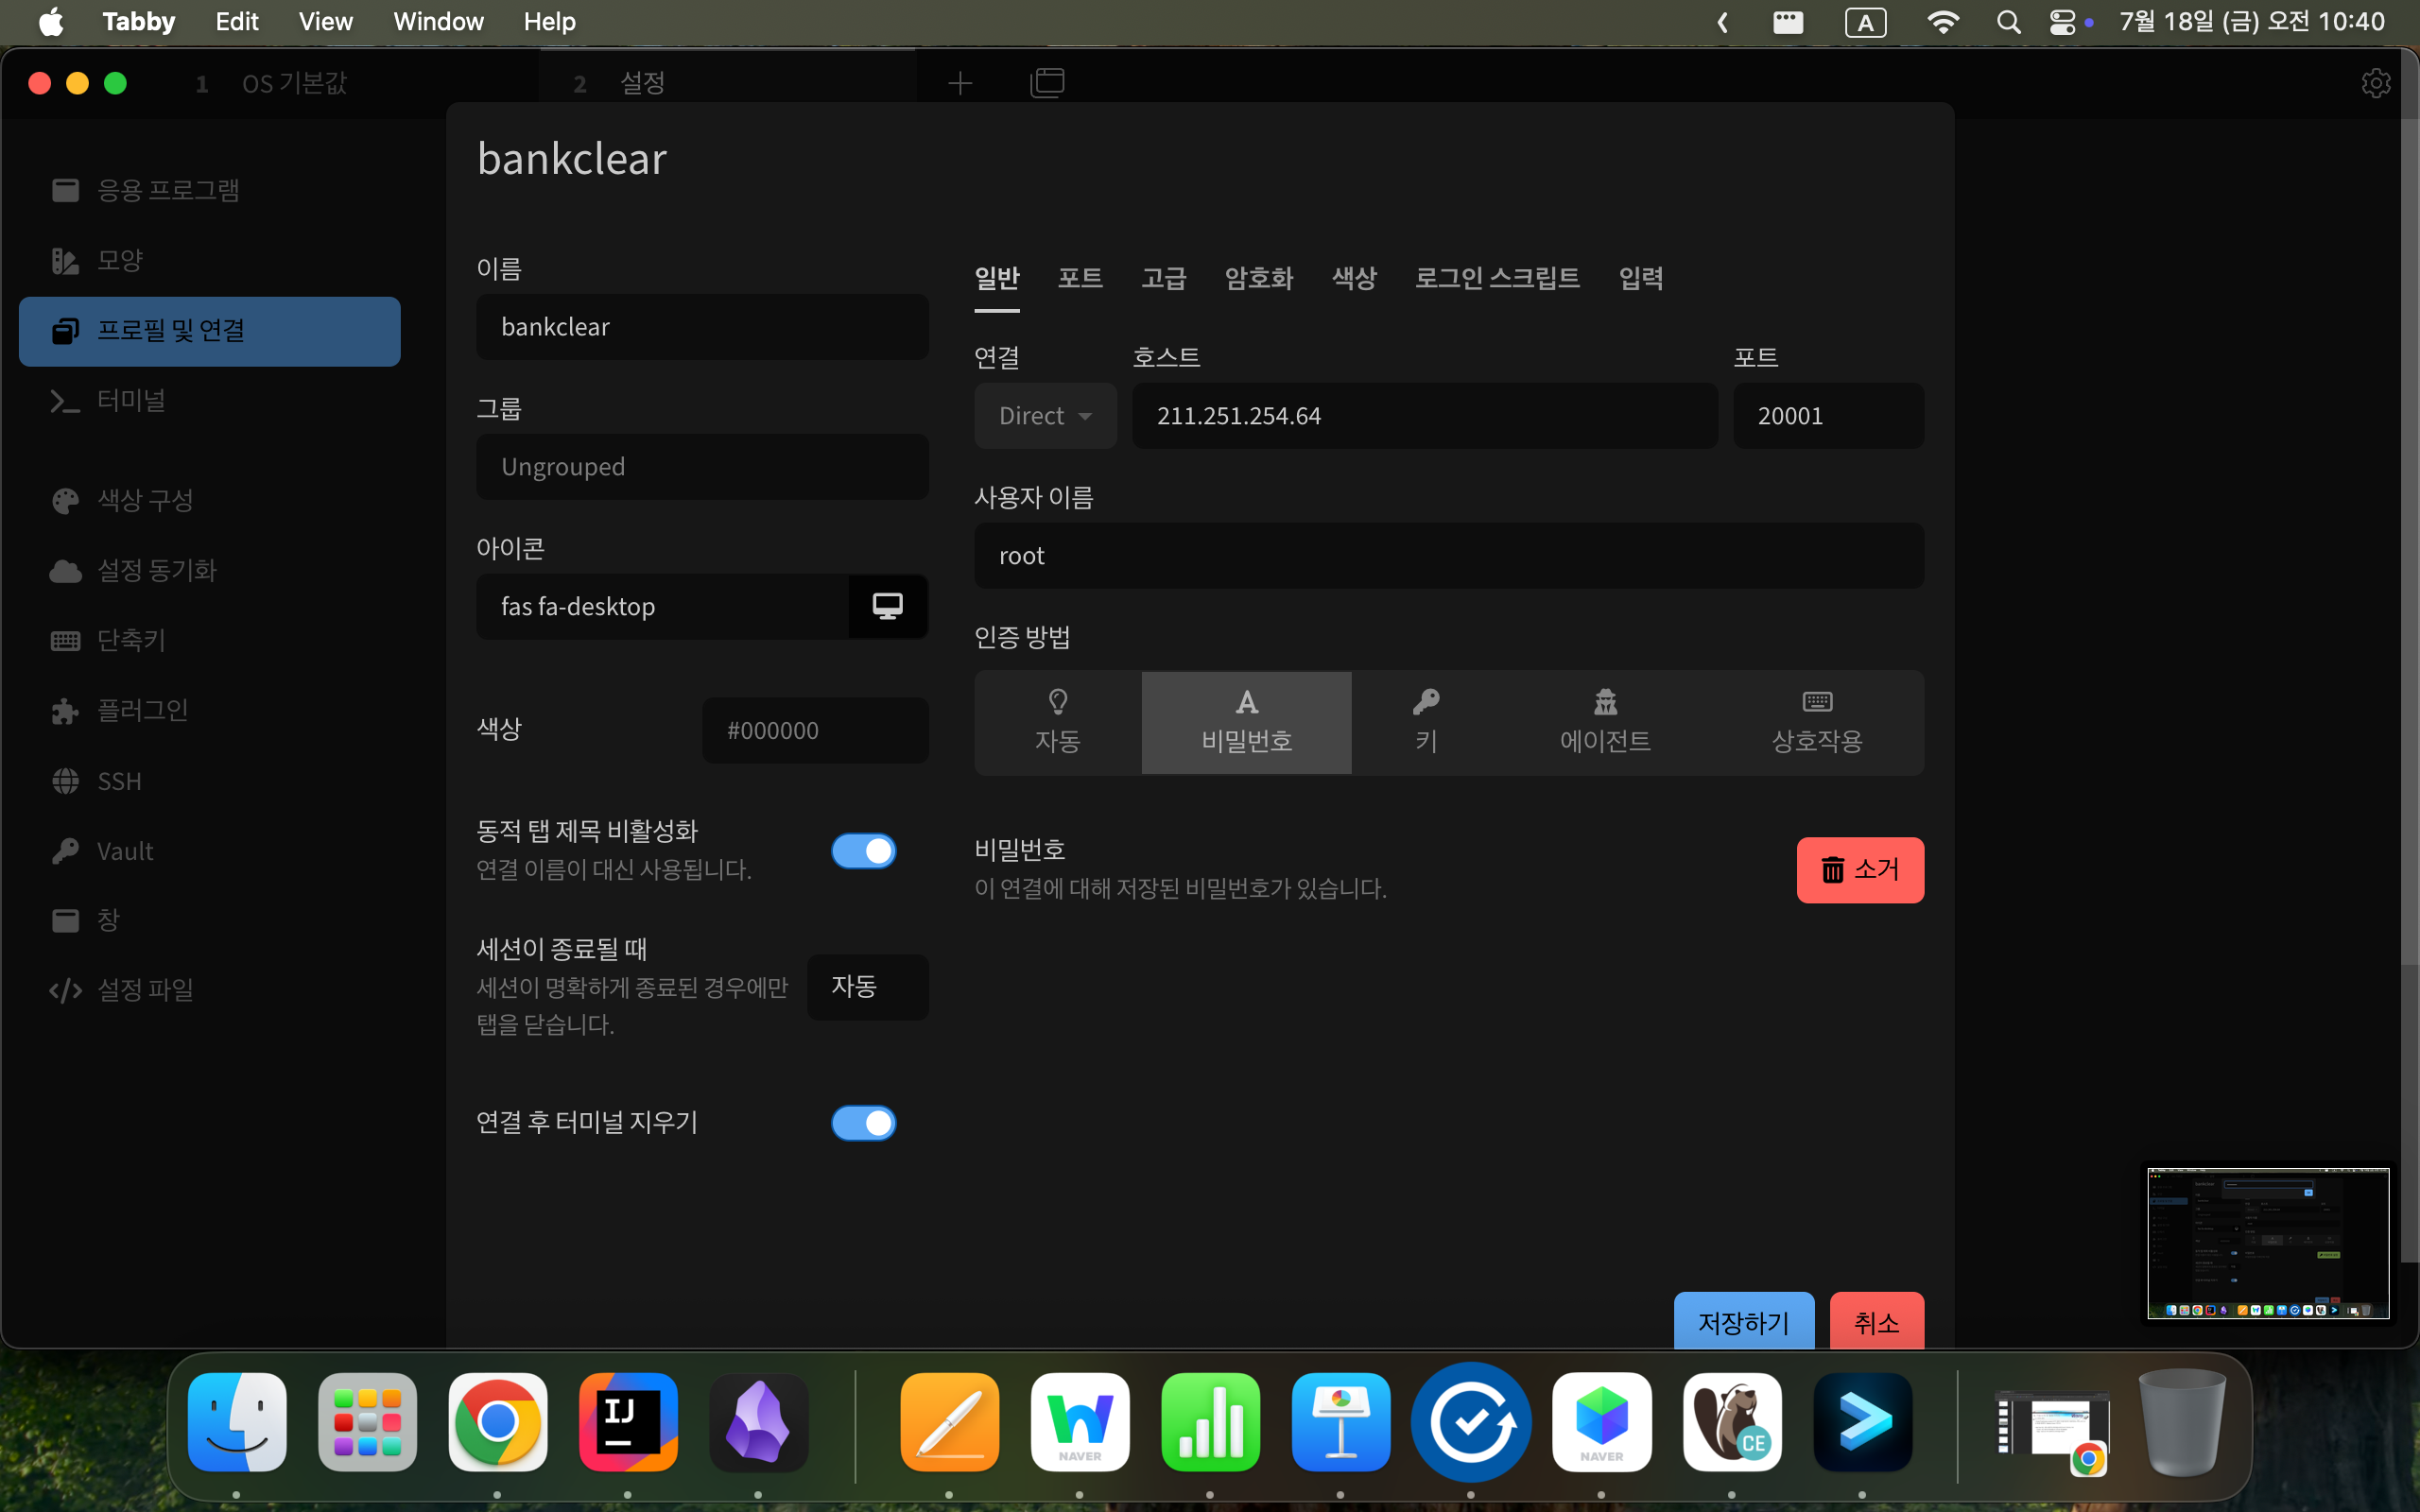 Tabby Edit View Window Help
A
7월 18일 (금) 오전 10:40
1 OS 기본값
2 설정
응용 프로그램
모양
프로필 및 연결
터미널
색상 구성
설정 동기화
단축키
플러그인
SSH
Vault
창
설정 파일
bankclear
이름
bankclear
그룹
Ungrouped
아이콘
fas fa-desktop
색상
#000000
동적 탭 제목 비활성화
연결 이름이 대신 사용됩니다.
세션이 종료될 때
세션이 명확하게 종료된 경우에만
탭을 닫습니다.
자동
연결 후 터미널 지우기
일반 포트 고급 암호화 색상 로그인 스크립트 입력
연결 호스트 포트
Direct 211.251.254.64 20001
사용자 이름
root
인증 방법
자동 비밀번호 키 에이전트 상호작용
비밀번호
이 연결에 대해 저장된 비밀번호가 있습니다.
소거
저장하기 취소
IJ
NAVER
NAVER
CE